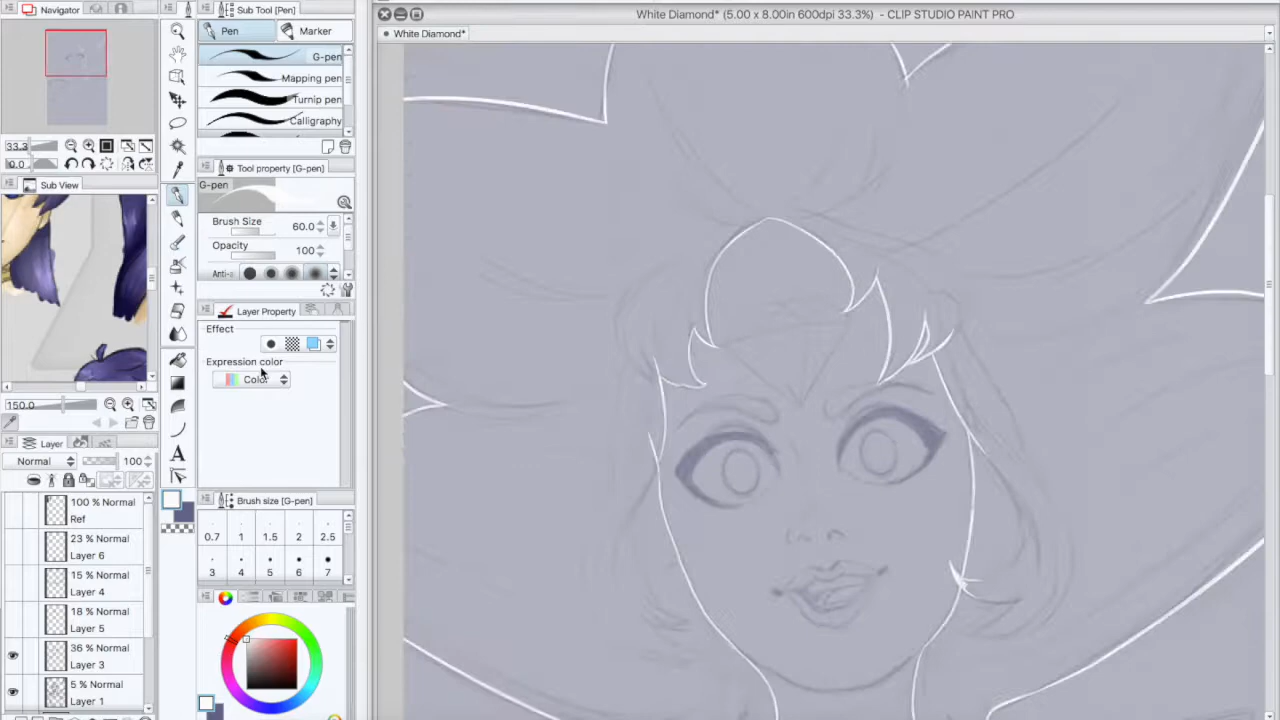 Navigator
Sub Tool [Pen]
White Diamond* (5.00 x 8.00in 600dpi 33.3%) - CLIP STUDIO PAINT PRO
Pen
Marker
White Diamond*
G-pen
Mapping pen
Turnip pen
Calligraphy
33.3
0.0
Tool property [G-pen]
Sub View
G-pen
Brush Size
60.0
Opacity
100
Anti-a
Layer Property
Effect
Expression color
Color
150.0
Layer
Normal
100
Brush size [G-pen]
0.7 1 1.5 2 2.5
3 4 5 6 7
100 % Normal
Ref
23 % Normal
Layer 6
15 % Normal
Layer 4
18 % Normal
Layer 5
36 % Normal
Layer 3
5 % Normal
Layer 1